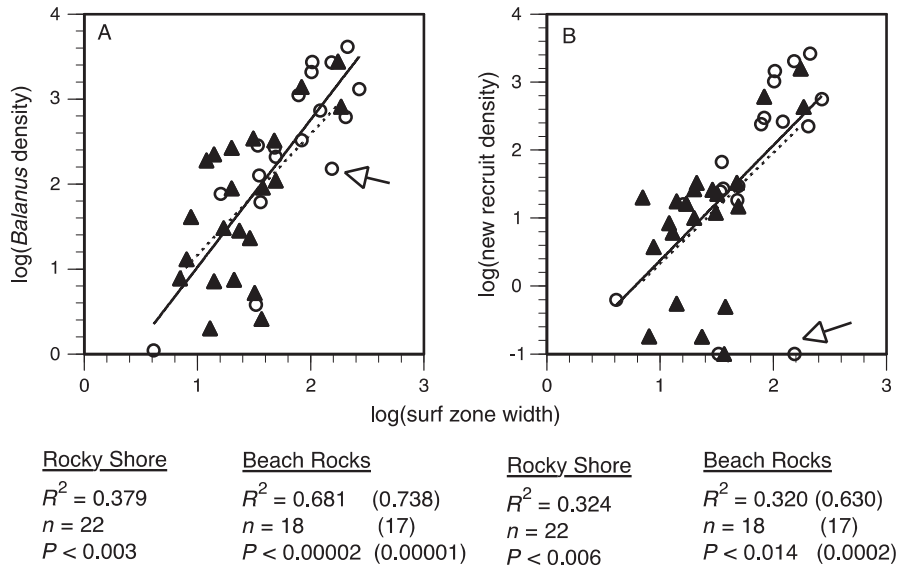 A
4
3
2
1
0
log(Balanus density)
0 1 2 3
B
4
3
2
1
0
-1
log(new recruit density)
0 1 2 3
log(surf zone width)
Rocky Shore
R² = 0.379
n = 22
P < 0.003
Beach Rocks
R² = 0.681 (0.738)
n = 18 (17)
P < 0.00002 (0.00001)
Rocky Shore
R² = 0.324
n = 22
P < 0.006
Beach Rocks
R² = 0.320 (0.630)
n = 18 (17)
P < 0.014 (0.0002)